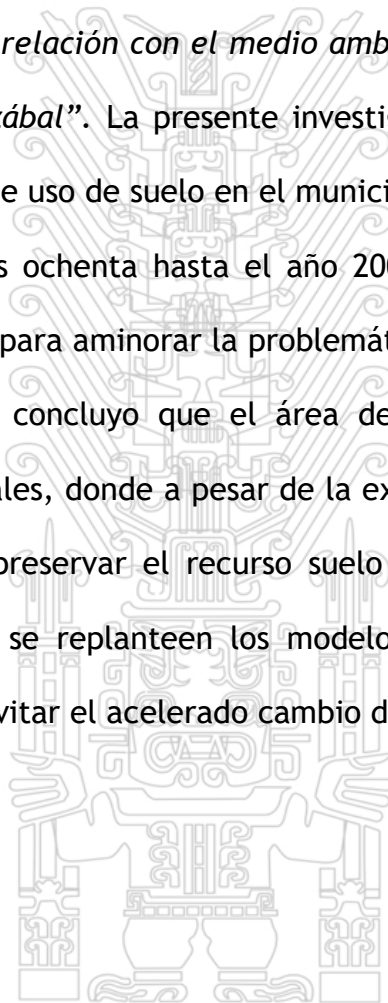 relación con el medio amb
zábal”. La presente investi
e uso de suelo en el munici
s ochenta hasta el año 200
para aminorar la problemát
concluyo que el área de
ales, donde a pesar de la ex
preservar el recurso suelo
se replanteen los modelo
vitar el acelerado cambio d